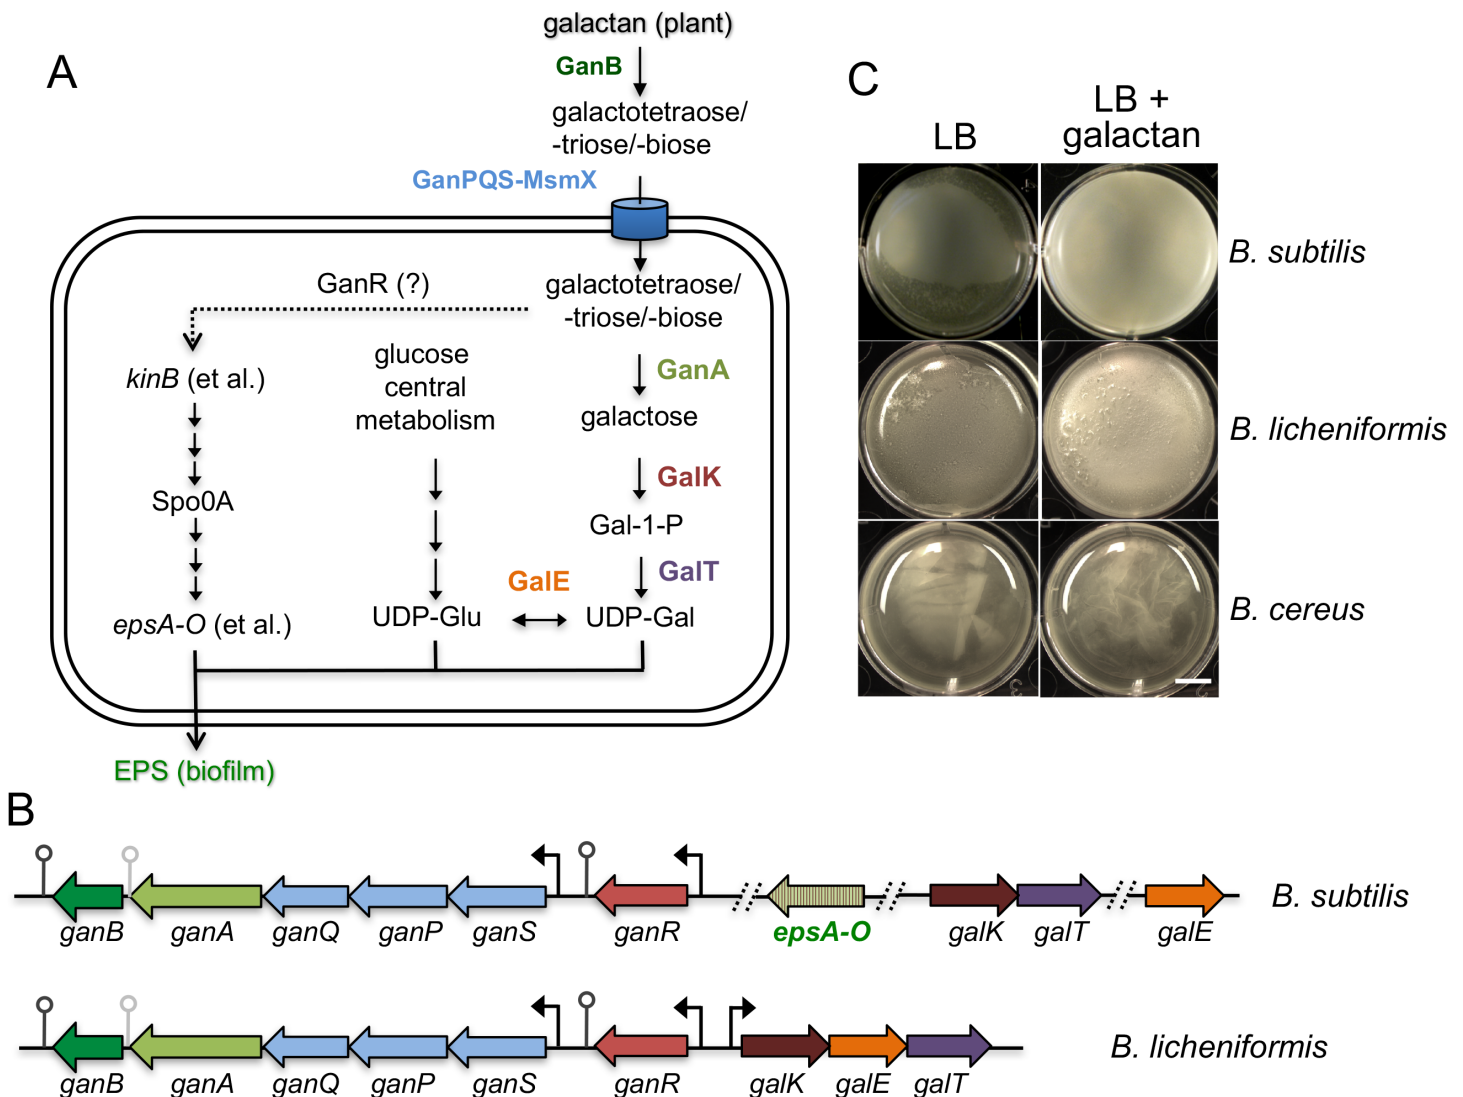 A
galactan (plant)
GanB
galactotetraose/
-triose/-biose
GanPQS-MsmX
GanR (?)
galactotetraose/
-triose/-biose
kinB (et al.)
glucose
central
metabolism
GanA
galactose
GalK
Spo0A
Gal-1-P
GalE
GalT
epsA-O (et al.)
UDP-Glu
UDP-Gal
EPS (biofilm)
C
LB
LB +
galactan
B. subtilis
B. licheniformis
B. cereus
B
B. subtilis
ganB ganA ganQ ganP ganS ganR epsA-O galK galT galE
B. licheniformis
ganB ganA ganQ ganP ganS ganR galK galE galT